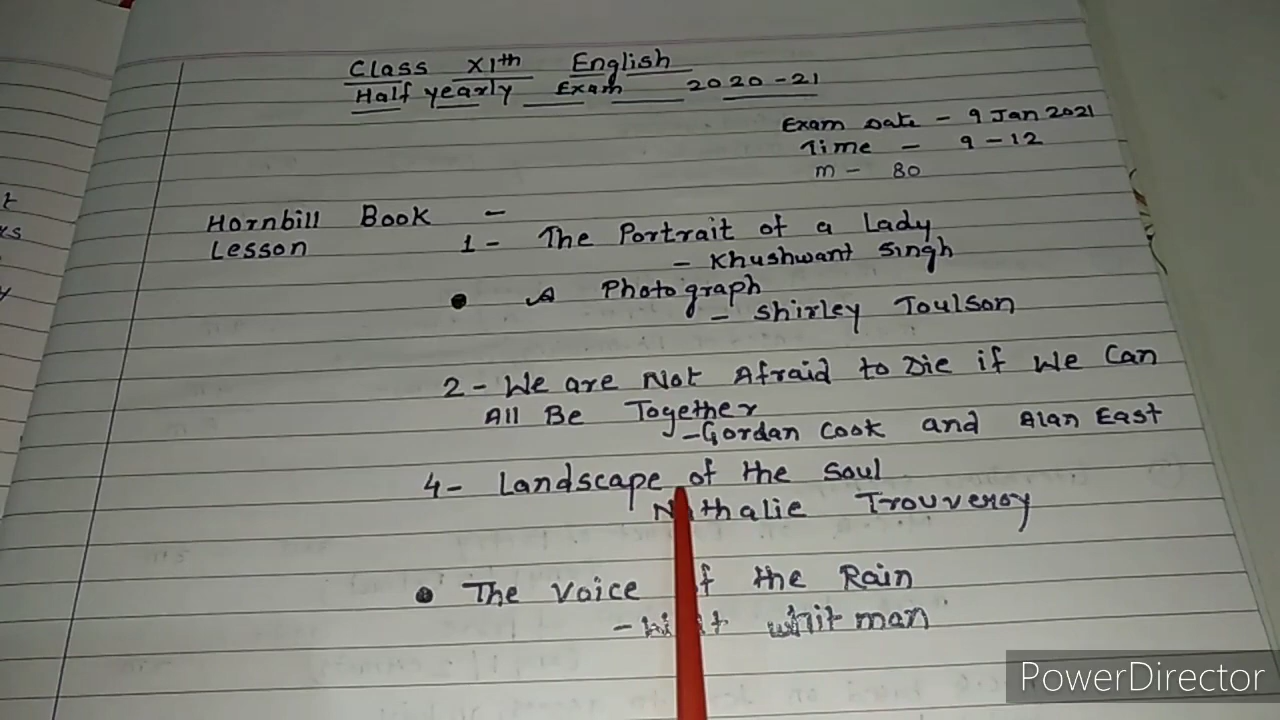 Class XIth English
Half yearly Exam 2020-21
Exam Date - 9 Jan 2021
Time - 9-12
m - 80
Hornbill Book -
Lesson 1- The Portrait of a Lady
- Khushwant Singh
• A Photograph
- Shirley Toulson
2- We are Not Afraid to Die if We Can
All Be Together
- Gordan Cook and Alan East
4- Landscape of the Soul
Trouveroy
• The Voice the Rain
- whitman
PowerDirector